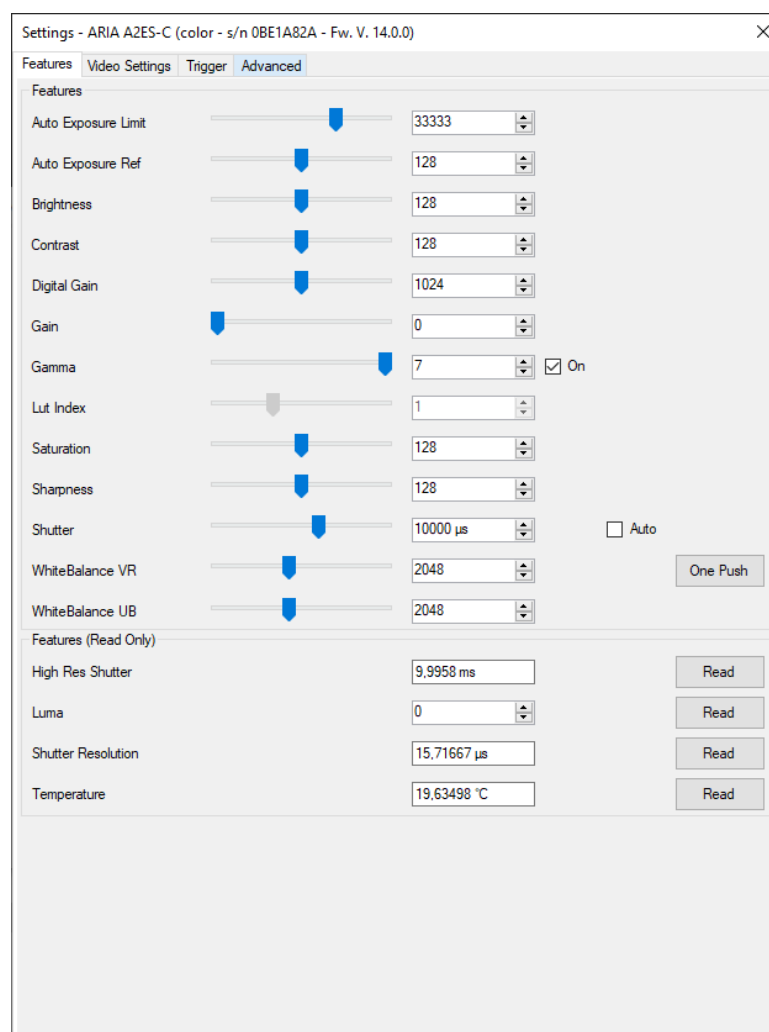 Settings - ARIA A2ES-C (color - s/n 0BE1A82A - Fw. V. 14.0.0)
Features Video Settings Trigger Advanced
Features
Auto Exposure Limit 33333
Auto Exposure Ref 128
Brightness 128
Contrast 128
Digital Gain 1024
Gain 0
Gamma 7 On
Lut Index 1
Saturation 128
Sharpness 128
Shutter 10000 µs Auto
WhiteBalance VR 2048 One Push
WhiteBalance UB 2048
Features (Read Only)
High Res Shutter 9,9958 ms Read
Luma 0 Read
Shutter Resolution 15,71667 µs Read
Temperature 19,63498 °C Read